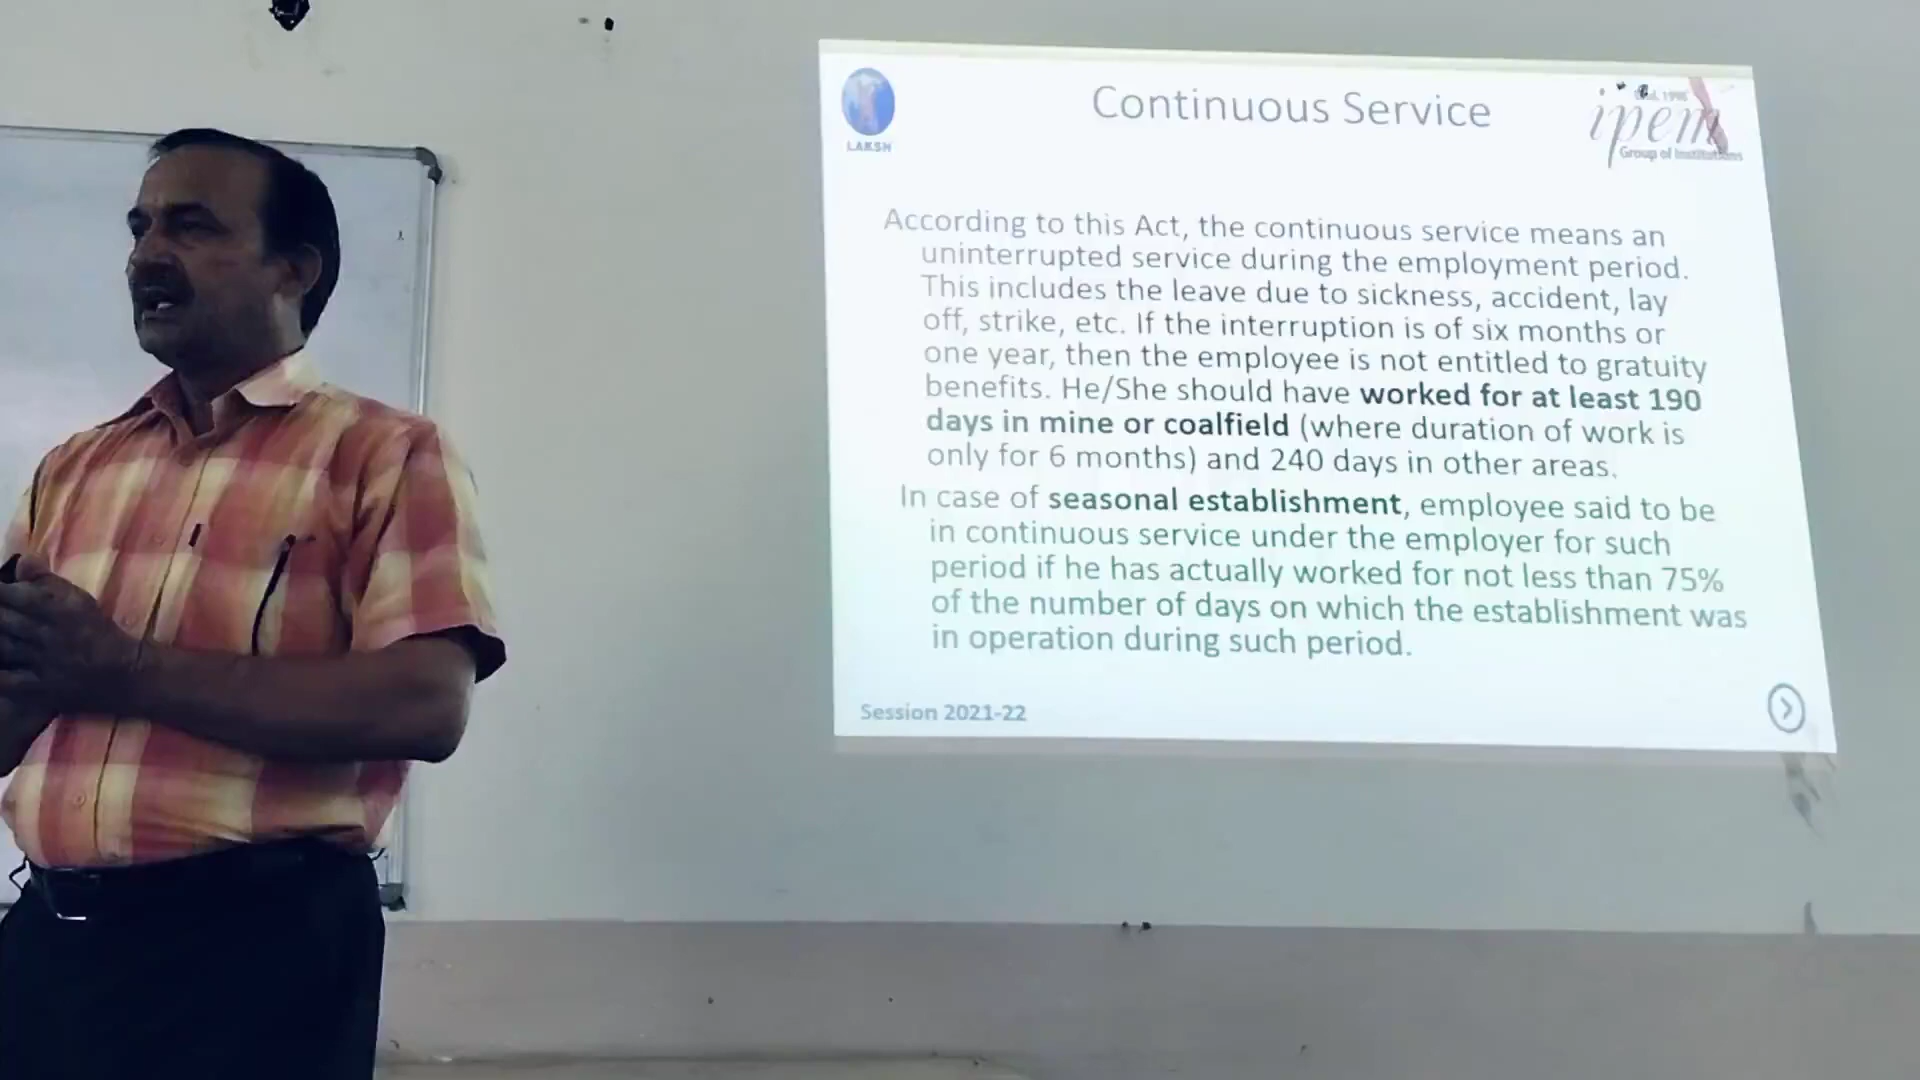 LAKSH
Continuous Service
Estd. 1996
ipem
Group of Institutions
According to this Act, the continuous service means an
uninterrupted service during the employment period.
This includes the leave due to sickness, accident, lay
off, strike, etc. If the interruption is of six months or
one year, then the employee is not entitled to gratuity
benefits. He/She should have worked for at least 190
days in mine or coalfield (where duration of work is
only for 6 months) and 240 days in other areas.
In case of seasonal establishment, employee said to be
in continuous service under the employer for such
period if he has actually worked for not less than 75%
of the number of days on which the establishment was
in operation during such period.
Session 2021-22